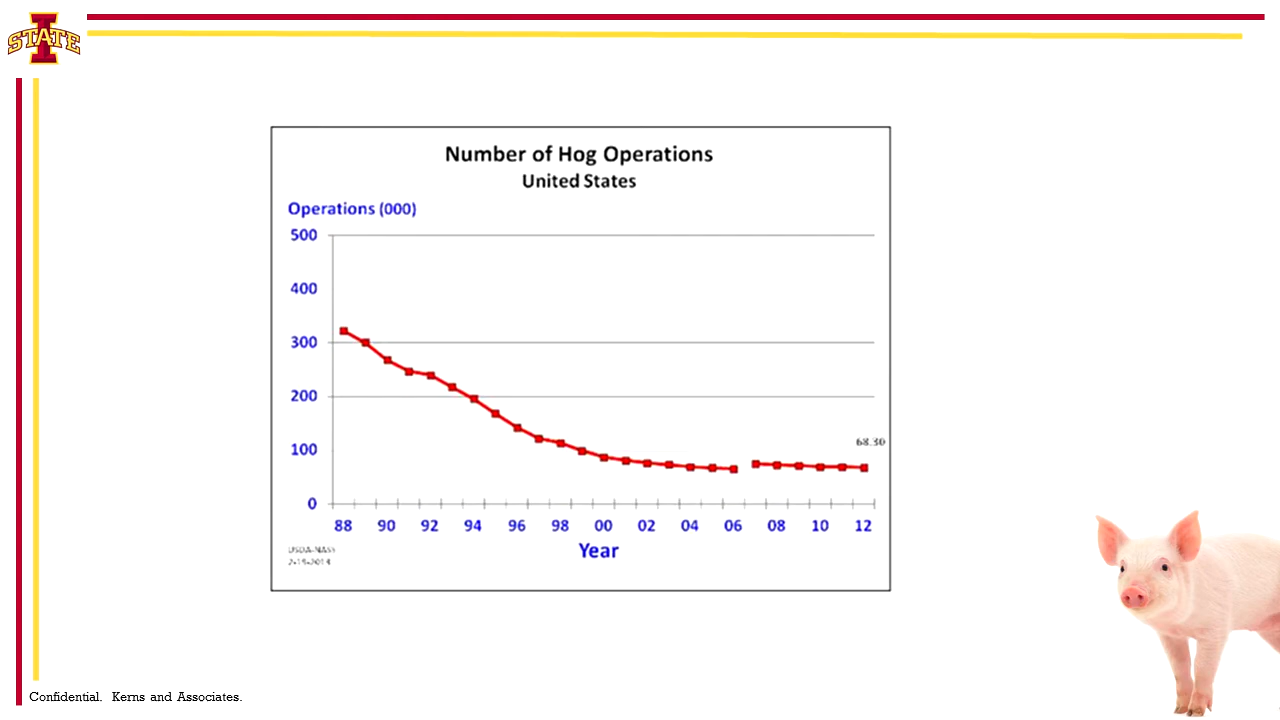 STATE
Number of Hog Operations
United States
Operations (000)
500
400
300
200
100
0
68.30
88 90 92 94 96 98 00 02 04 06 08 10 12
Year
USDA-NASS
Confidential. Kerns and Associates.